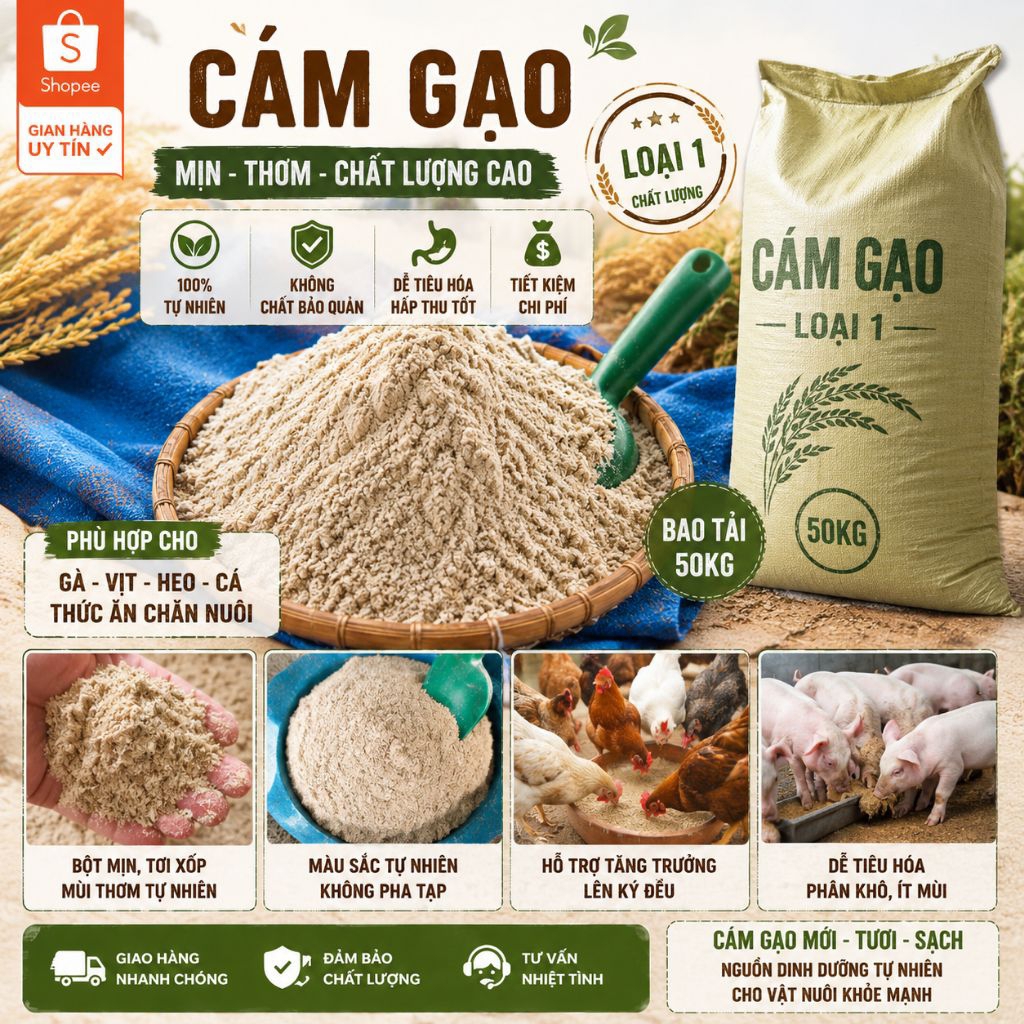 Shopee
GIAN HÀNG
UY TÍN
CÁM GẠO
MỊN - THƠM - CHẤT LƯỢNG CAO
LOẠI 1
CHẤT LƯỢNG
100%
TỰ NHIÊN
KHÔNG
CHẤT BẢO QUẢN
DỄ TIÊU HÓA
HẤP THU TỐT
TIẾT KIỆM
CHI PHÍ
CÁM GẠO
LOẠI 1
50KG
BAO TẢI
50KG
PHÙ HỢP CHO
GÀ - VỊT - HEO - CÁ
THỨC ĂN CHĂN NUÔI
BỘT MỊN, TƠI XỐP
MÙI THƠM TỰ NHIÊN
MÀU SẮC TỰ NHIÊN
KHÔNG PHA TẠP
HỖ TRỢ TĂNG TRƯỞNG
LÊN KÝ ĐỀU
DỄ TIÊU HÓA
PHÂN KHÔ, ÍT MÙI
GIAO HÀNG
NHANH CHÓNG
ĐẢM BẢO
CHẤT LƯỢNG
TƯ VẤN
NHIỆT TÌNH
CÁM GẠO MỚI - TƯƠI - SẠCH
NGUỒN DINH DƯỠNG TỰ NHIÊN
CHO VẬT NUÔI KHỎE MẠNH